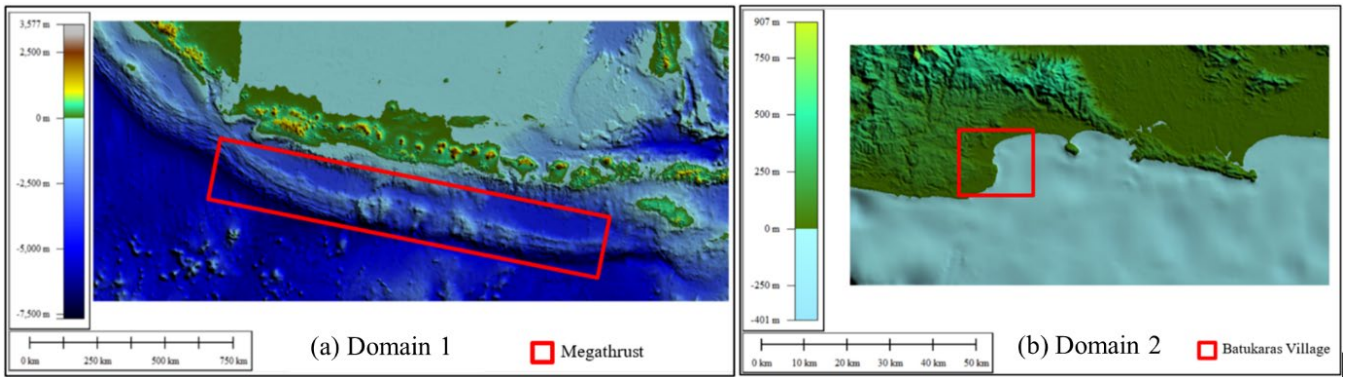 3,577 m
2,500 m
0 m
-2,500 m
-5,000 m
-7,500 m
0 km 250 km 500 km 750 km
(a) Domain 1
Megathrust
907 m
750 m
500 m
250 m
0 m
-250 m
-401 m
0 km 10 km 20 km 30 km 40 km 50 km
(b) Domain 2
Batukaras Village